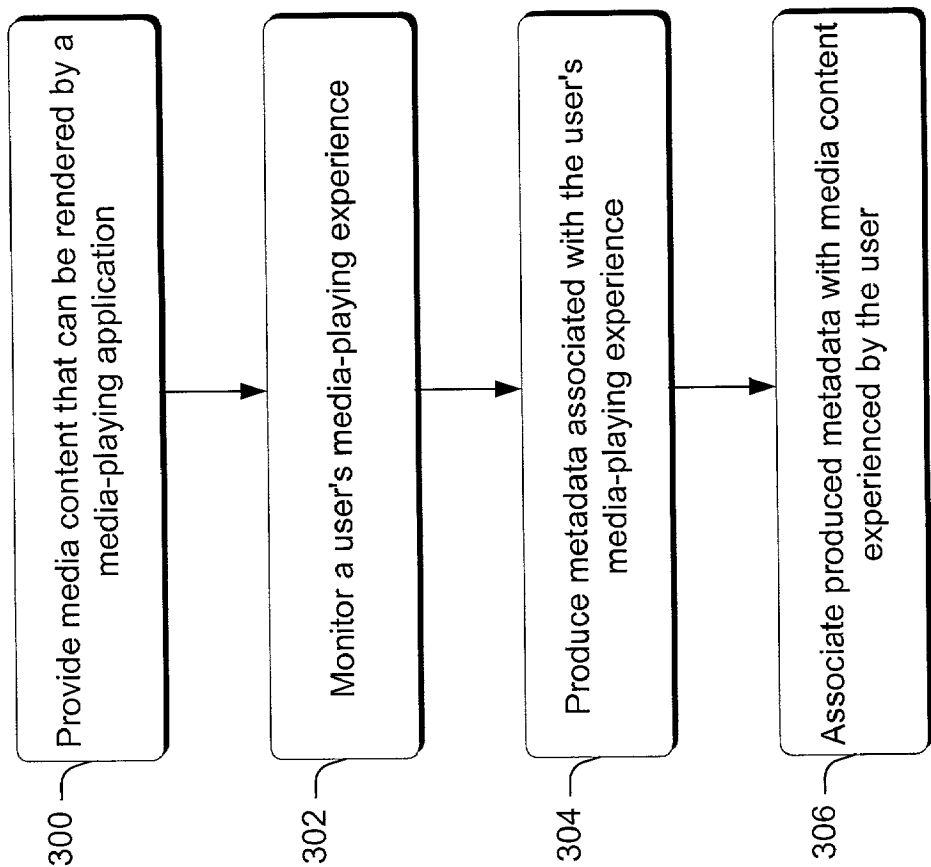 300
Provide media content that can be rendered by a
media-playing application
302
Monitor a user's media-playing experience
304
Produce metadata associated with the user's
media-playing experience
306
Associate produced metadata with media content
experienced by the user